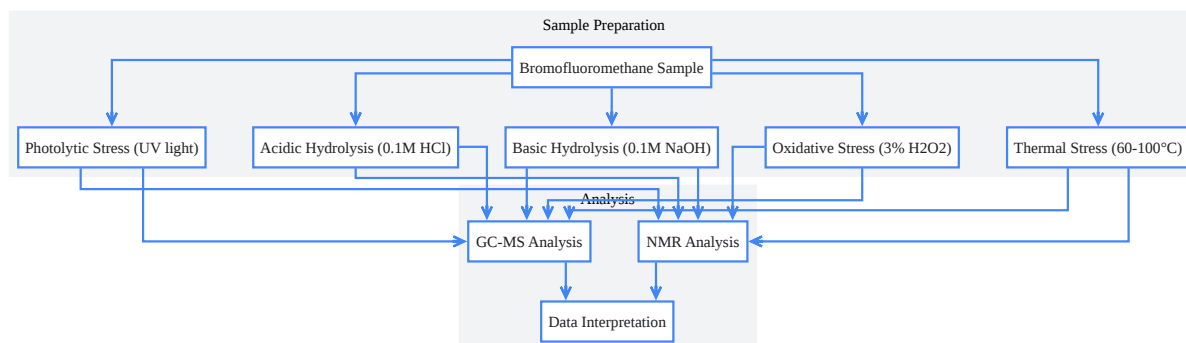 Sample Preparation
Bromofluoromethane Sample
Photolytic Stress (UV light)
Acidic Hydrolysis (0.1M HCl)
Basic Hydrolysis (0.1M NaOH)
Oxidative Stress (3% H2O2)
Thermal Stress (60-100°C)
Analysis
GC-MS Analysis
NMR Analysis
Data Interpretation